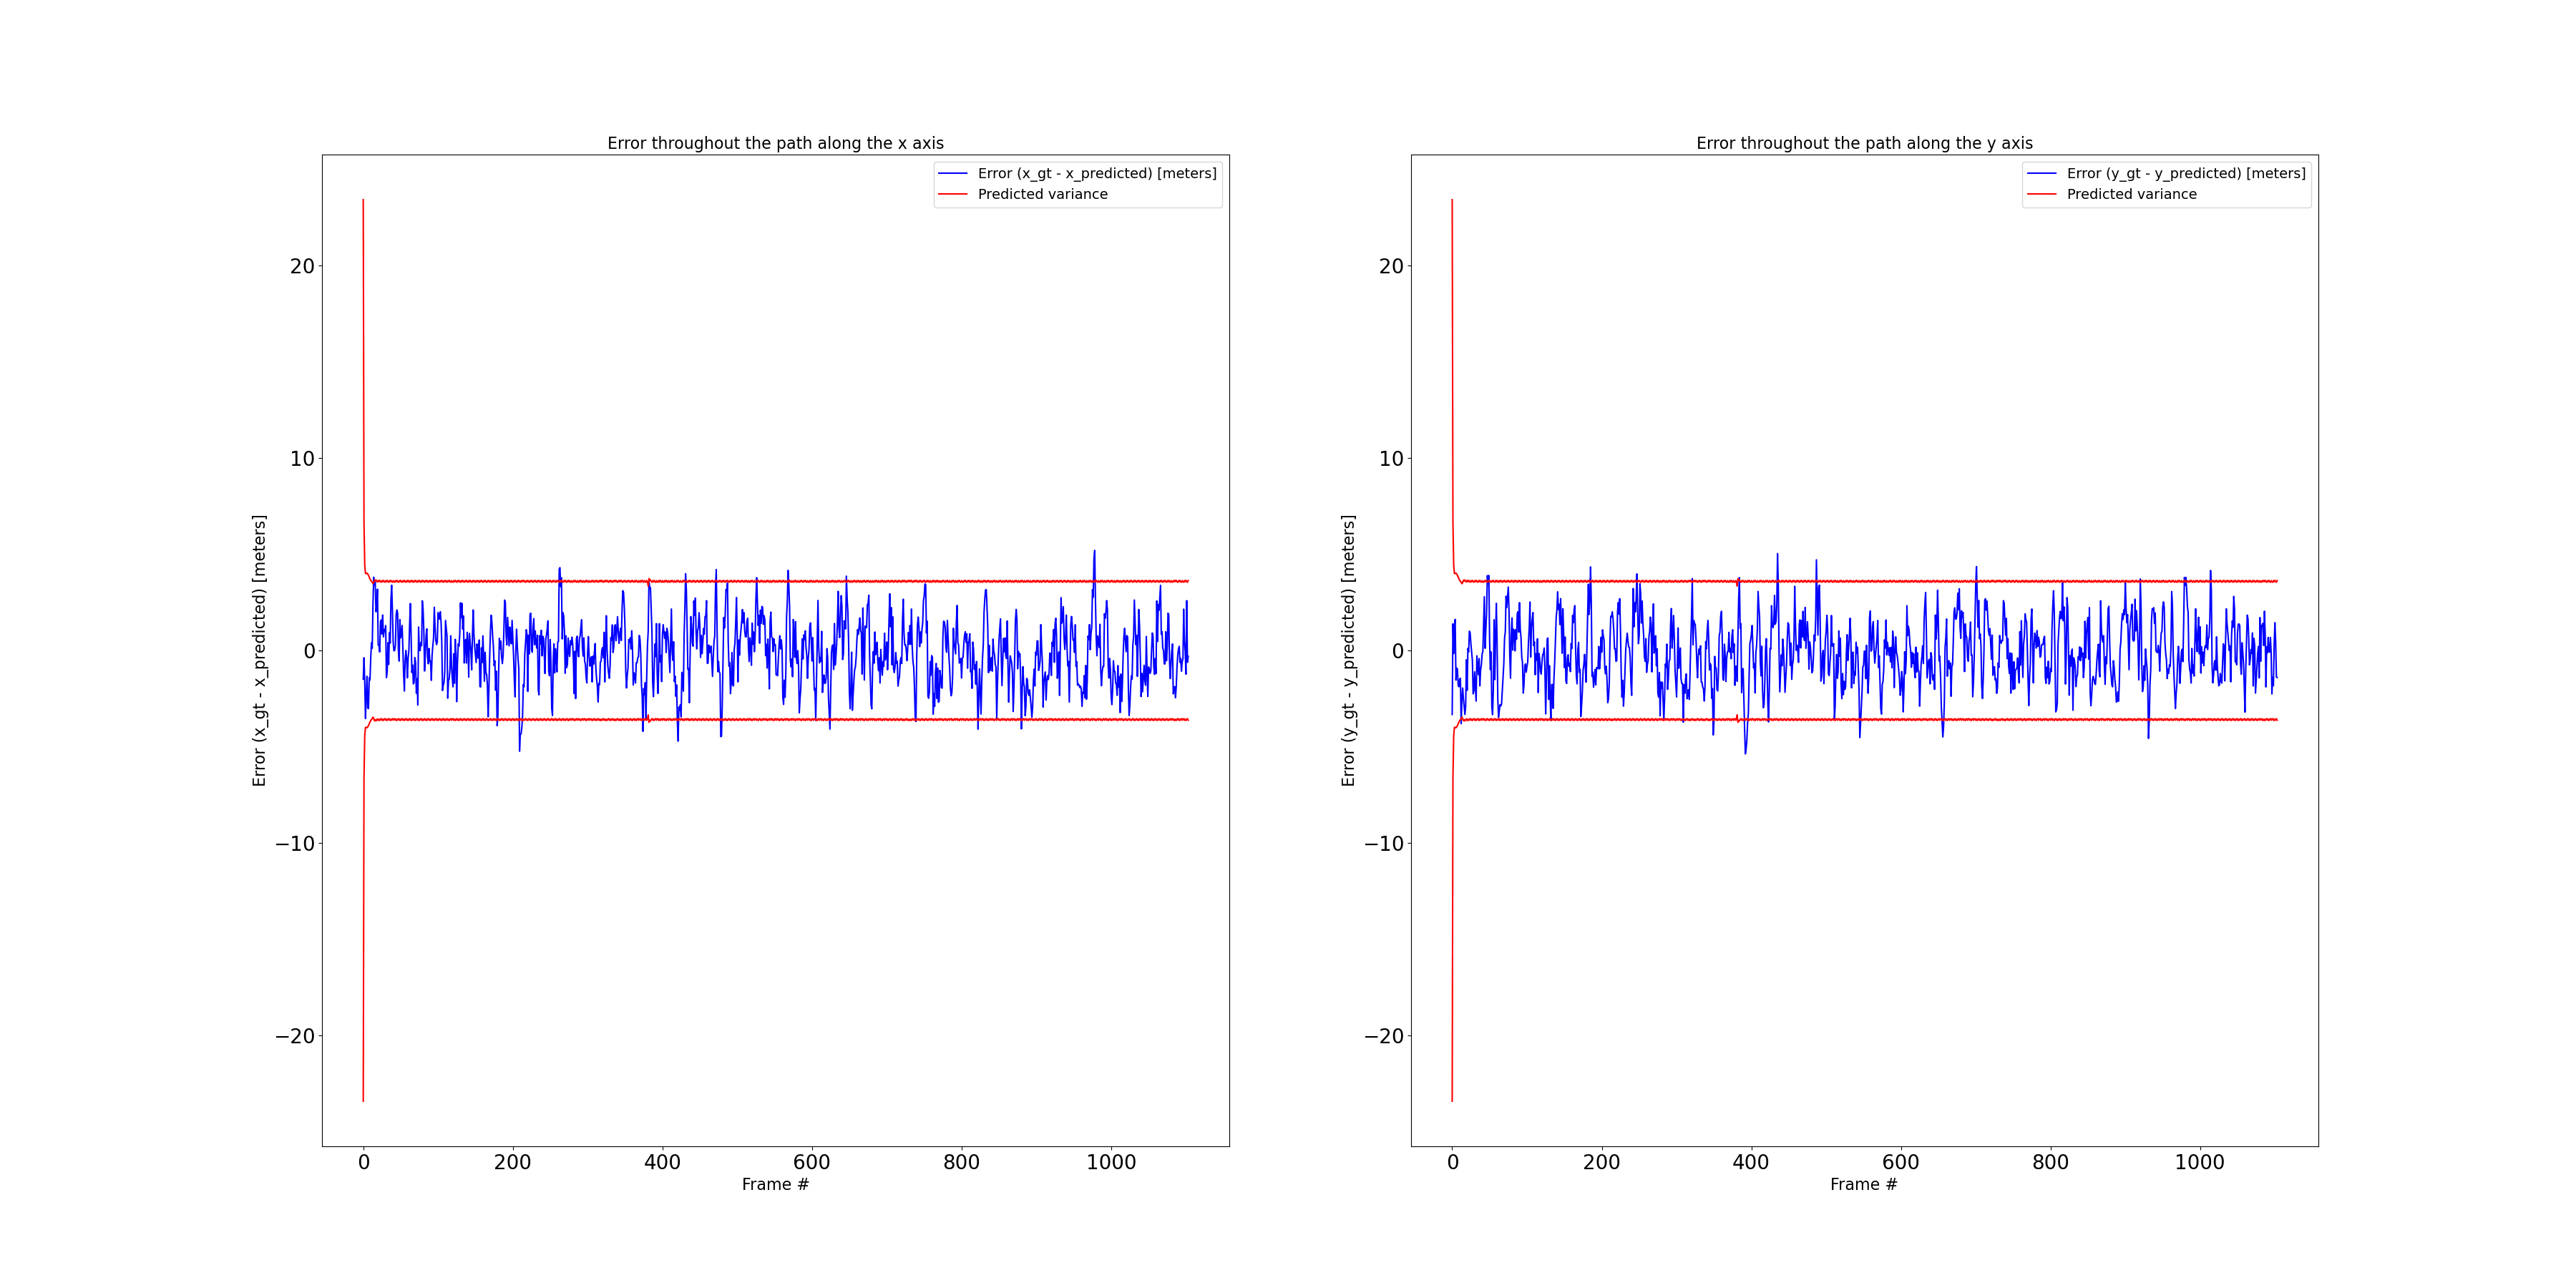 Error throughout the path along the x axis
Error (x_gt - x_predicted) [meters]
Predicted variance
20
10
0
−10
−20
Error (x_gt - x_predicted) [meters]
0 200 400 600 800 1000
Frame #
Error throughout the path along the y axis
Error (y_gt - y_predicted) [meters]
Predicted variance
20
10
0
−10
−20
Error (y_gt - y_predicted) [meters]
0 200 400 600 800 1000
Frame #